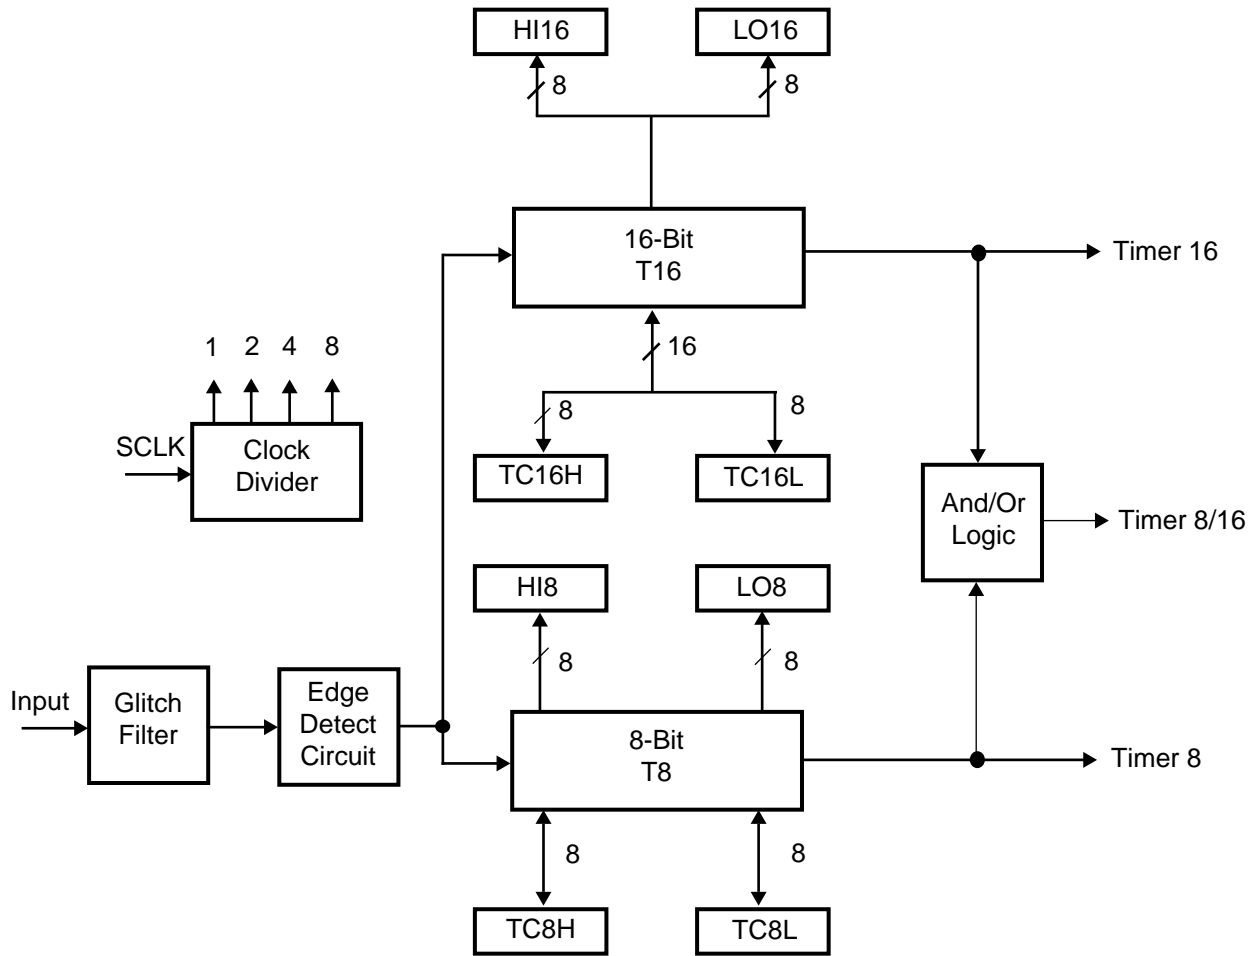 HI16
LO16
8
8
16-Bit
T16
Timer 16
1 2 4 8
16
8
8
SCLK
Clock
Divider
TC16H
TC16L
And/Or
Logic
Timer 8/16
HI8
LO8
8
8
Input
Glitch
Filter
Edge
Detect
Circuit
8-Bit
T8
Timer 8
8
8
TC8H
TC8L